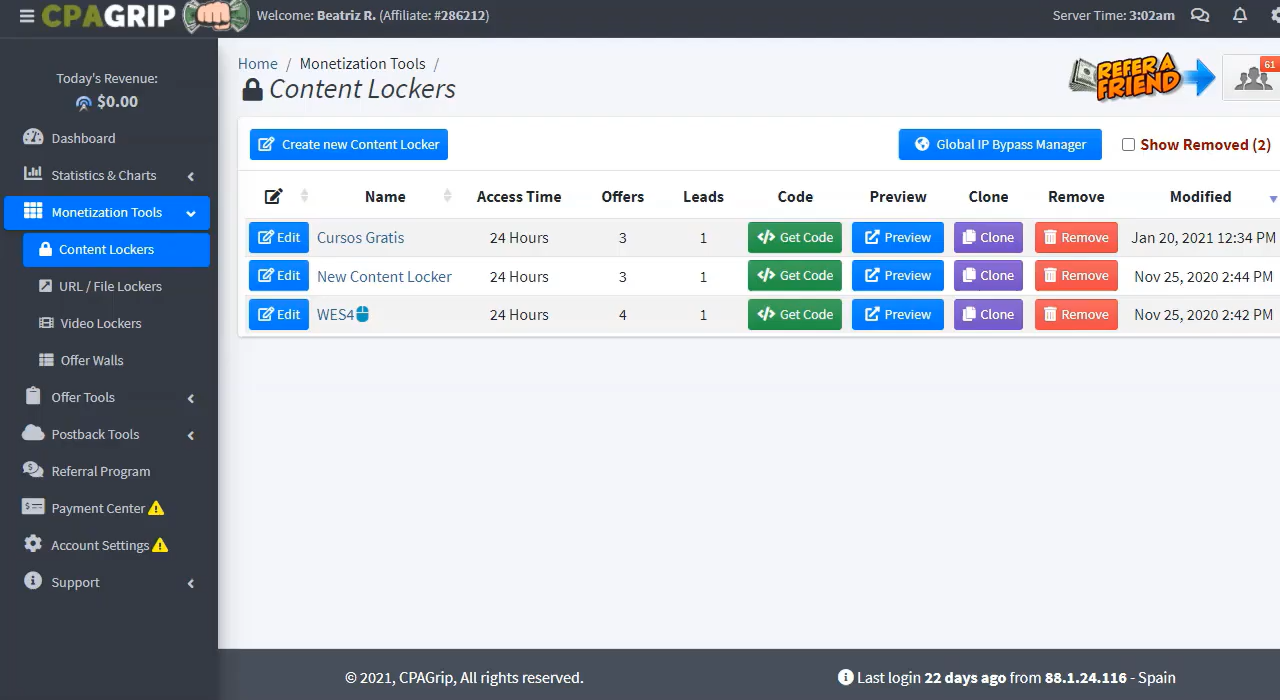 CPAGRIP Welcome: Beatriz R. (Affiliate: #286212) Server Time: 3:02am
Today's Revenue:
$0.00
Dashboard
Statistics & Charts
Monetization Tools
Content Lockers
URL / File Lockers
Video Lockers
Offer Walls
Offer Tools
Postback Tools
Referral Program
Payment Center
Account Settings
Support
Home / Monetization Tools /
Content Lockers
REFER A
FRIEND
61
Create new Content Locker Global IP Bypass Manager Show Removed (2)
Name Access Time Offers Leads Code Preview Clone Remove Modified
Edit Cursos Gratis 24 Hours 3 1 Get Code Preview Clone Remove Jan 20, 2021 12:34 PM
Edit New Content Locker 24 Hours 3 1 Get Code Preview Clone Remove Nov 25, 2020 2:44 PM
Edit WES4 24 Hours 4 1 Get Code Preview Clone Remove Nov 25, 2020 2:42 PM
© 2021, CPAGrip, All rights reserved. Last login 22 days ago from 88.1.24.116 - Spain